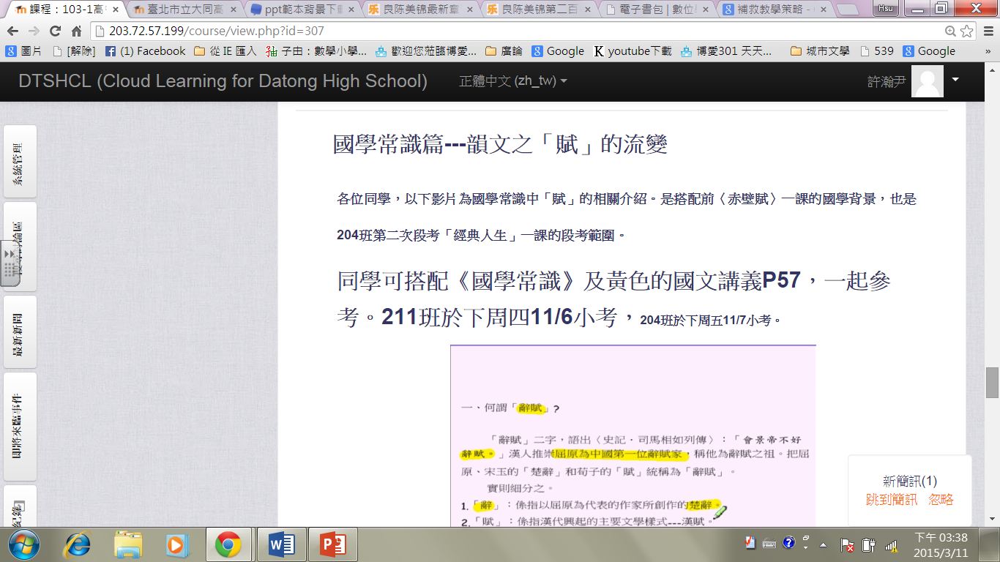 課程：103-1高
臺北市立大同高
ppt範本背景下
良陈美锦最新章
良陈美锦第二百
電子書包 | 數位
補救教學策略 -
Hsu
203.72.57.199/course/view.php?id=307
圖片
[解除]
(1) Facebook
從 IE 匯入
子由：數學小學...
歡迎您蒞臨博愛...
廣論
Google
youtube下載
博愛301 天天...
城市文學
539
Google
»
DTSHCL (Cloud Learning for Datong High School)
正體中文 (zh_tw)
許瀚尹
系統管理
論區
最新新聞
即將來臨事件
紀錄
國學常識篇---韻文之「賦」的流變
各位同學，以下影片為國學常識中「賦」的相關介紹。是搭配前〈赤壁賦〉一課的國學背景，也是
204班第二次段考「經典人生」一課的段考範圍。
同學可搭配《國學常識》及黃色的國文講義P57，一起參
考。211班於下周四11/6小考，204班於下周五11/7小考。
一、何謂「辭賦」?
「辭賦」二字，語出〈史記．司馬相如列傳〉：「會景帝不好
辭賦。」漢人推崇屈原為中國第一位辭賦家，稱他為辭賦之祖。把屈
原、宋玉的「楚辭」和荀子的「賦」統稱為「辭賦」。
實則細分之。
1.「辭」：係指以屈原為代表的作家所創作的楚辭。
2.「賦」：係指漢代興起的主要文學樣式---漢賦。
新簡訊(1)
跳到簡訊 忽略
下午 03:38
2015/3/11